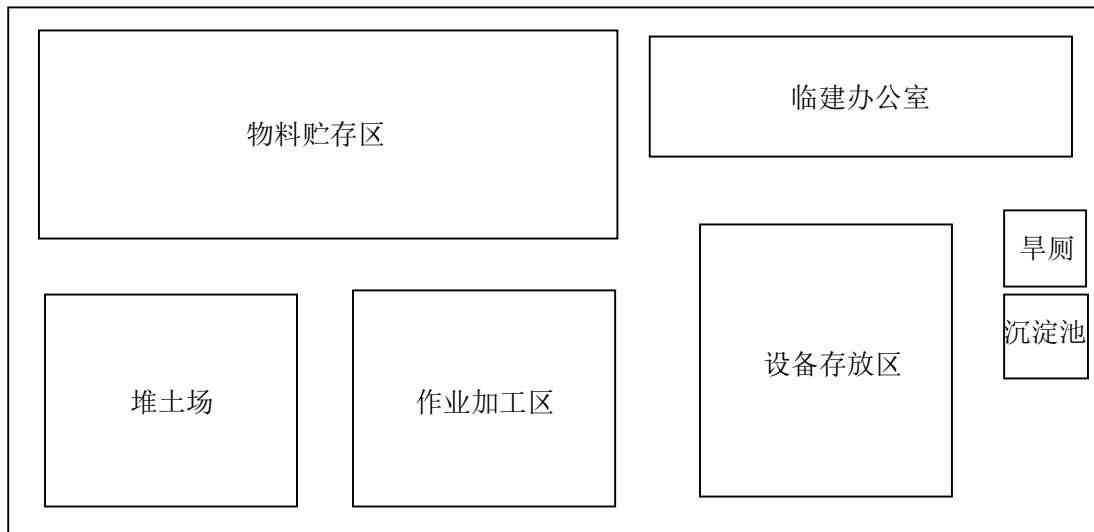 物料贮存区
临建办公室
旱厕
沉淀池
堆土场
作业加工区
设备存放区